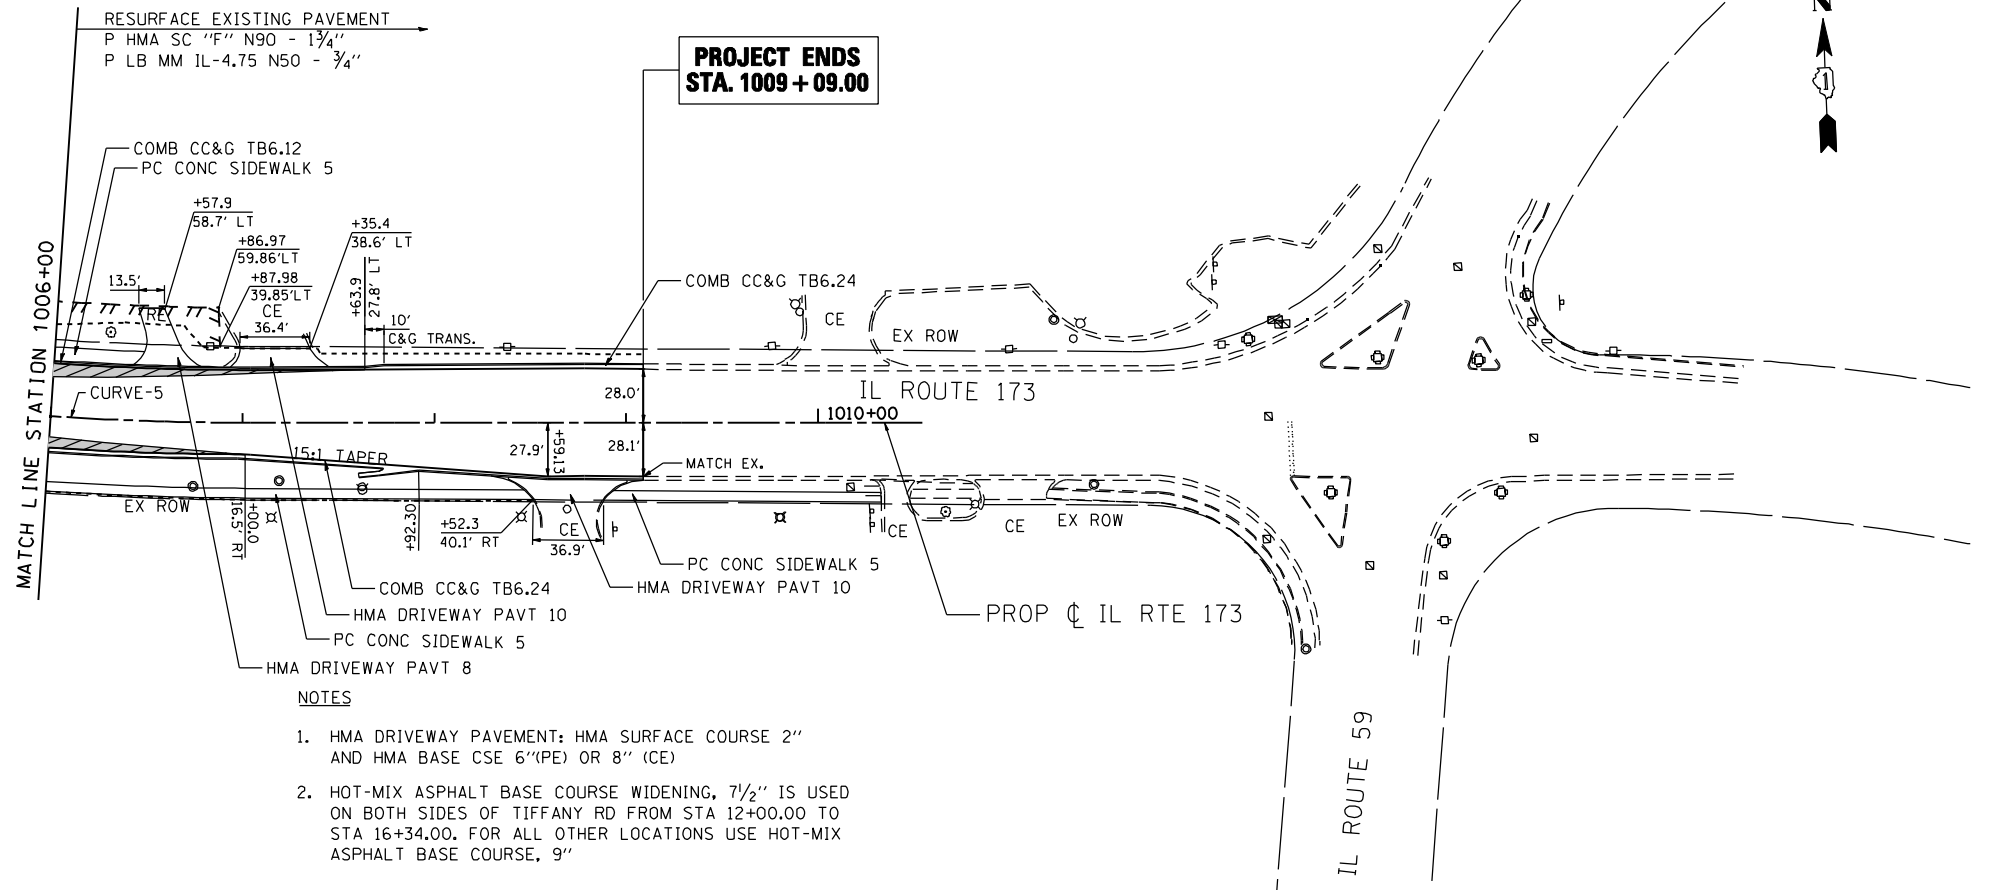 RESURFACE EXISTING PAVEMENT
P HMA SC "F" N90 - 1 3/4"
P LB MM IL-4.75 N50 - 3/4"
PROJECT ENDS
STA. 1009 + 09.00
N
1
COMB CC&G TB6.12
PC CONC SIDEWALK 5
+57.9
58.7' LT
+86.97
59.86'LT
+87.98
39.85'LT
CE
36.4'
+35.4
38.6' LT
+63.9
27.8' LT
10'
C&G TRANS.
13.5'
RE
COMB CC&G TB6.24
CE
EX ROW
IL ROUTE 173
MATCH LINE STATION 1006+00
CURVE-5
28.0'
1010+00
15:1 TAPER
27.9'
+59.13
28.1'
MATCH EX.
EX ROW
+00.0
16.5' RT
+92.30
+52.3
40.1' RT
CE
36.9'
CE
CE
EX ROW
PC CONC SIDEWALK 5
HMA DRIVEWAY PAVT 10
COMB CC&G TB6.24
HMA DRIVEWAY PAVT 10
PC CONC SIDEWALK 5
HMA DRIVEWAY PAVT 8
PROP ℄ IL RTE 173
IL ROUTE 59
NOTES
1. HMA DRIVEWAY PAVEMENT: HMA SURFACE COURSE 2"
AND HMA BASE CSE 6"(PE) OR 8" (CE)
2. HOT-MIX ASPHALT BASE COURSE WIDENING, 7 1/2" IS USED
ON BOTH SIDES OF TIFFANY RD FROM STA 12+00.00 TO
STA 16+34.00. FOR ALL OTHER LOCATIONS USE HOT-MIX
ASPHALT BASE COURSE, 9"